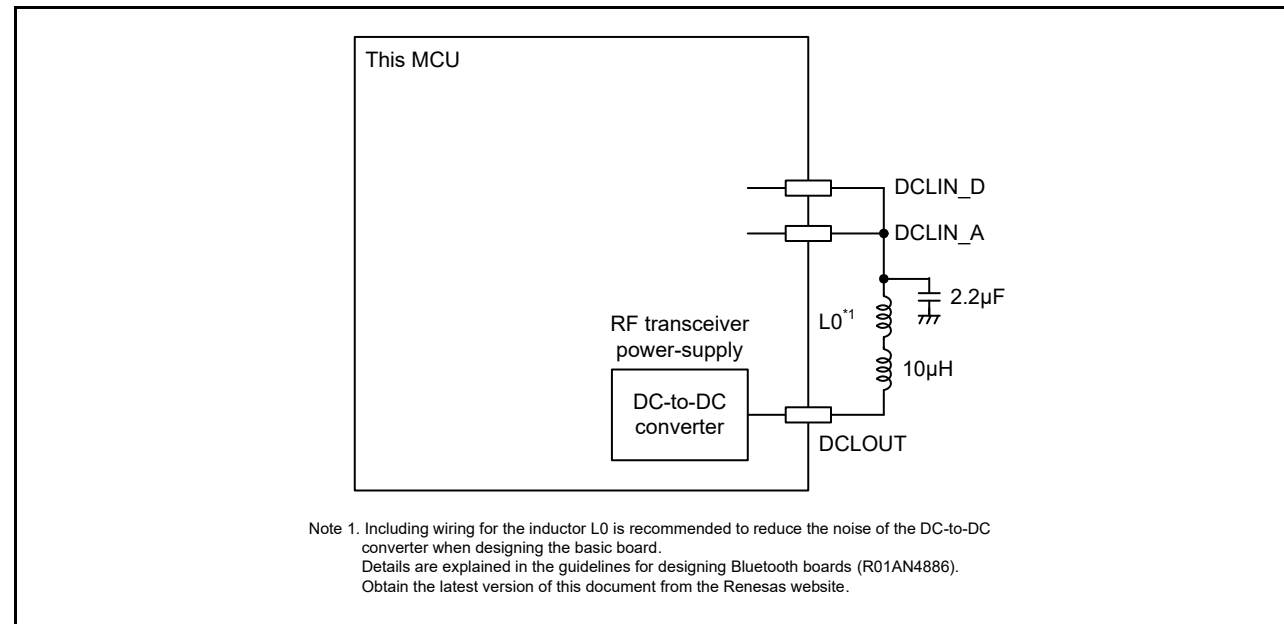 This MCU
DCLIN_D
DCLIN_A
2.2µF
L0*1
RF transceiver
power-supply
10µH
DC-to-DC
converter
DCLOUT
Note 1. Including wiring for the inductor L0 is recommended to reduce the noise of the DC-to-DC
converter when designing the basic board.
Details are explained in the guidelines for designing Bluetooth boards (R01AN4886).
Obtain the latest version of this document from the Renesas website.